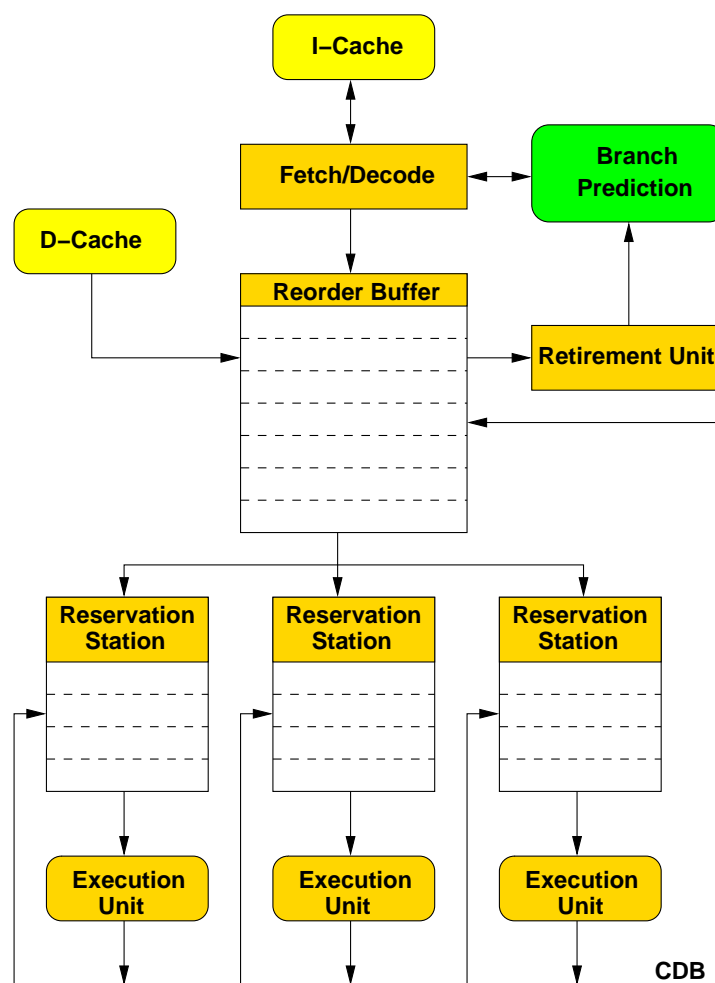 I–Cache
Fetch/Decode
Branch
Prediction
D–Cache
Reorder Buffer
Retirement Unit
Reservation
Station
Reservation
Station
Reservation
Station
Execution
Unit
Execution
Unit
Execution
Unit
CDB